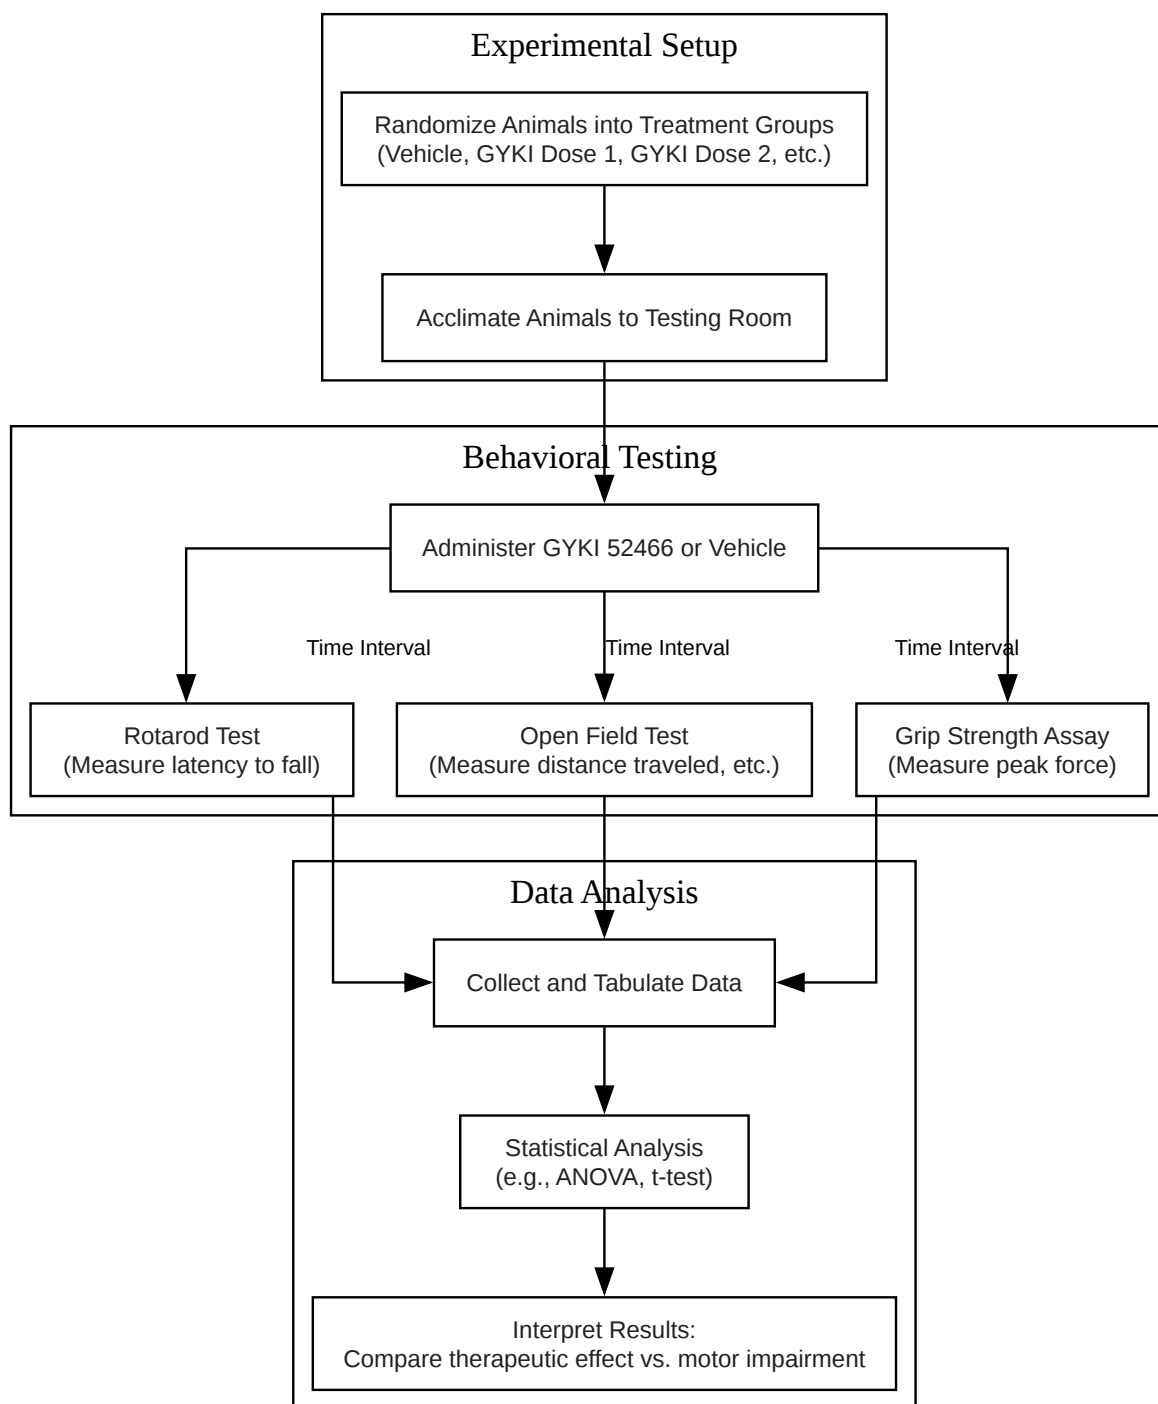 Experimental Setup
Randomize Animals into Treatment Groups
(Vehicle, GYKI Dose 1, GYKI Dose 2, etc.)
Acclimate Animals to Testing Room
Behavioral Testing
Administer GYKI 52466 or Vehicle
Time Interval
Time Interval
Time Interval
Rotarod Test
(Measure latency to fall)
Open Field Test
(Measure distance traveled, etc.)
Grip Strength Assay
(Measure peak force)
Data Analysis
Collect and Tabulate Data
Statistical Analysis
(e.g., ANOVA, t-test)
Interpret Results:
Compare therapeutic effect vs. motor impairment